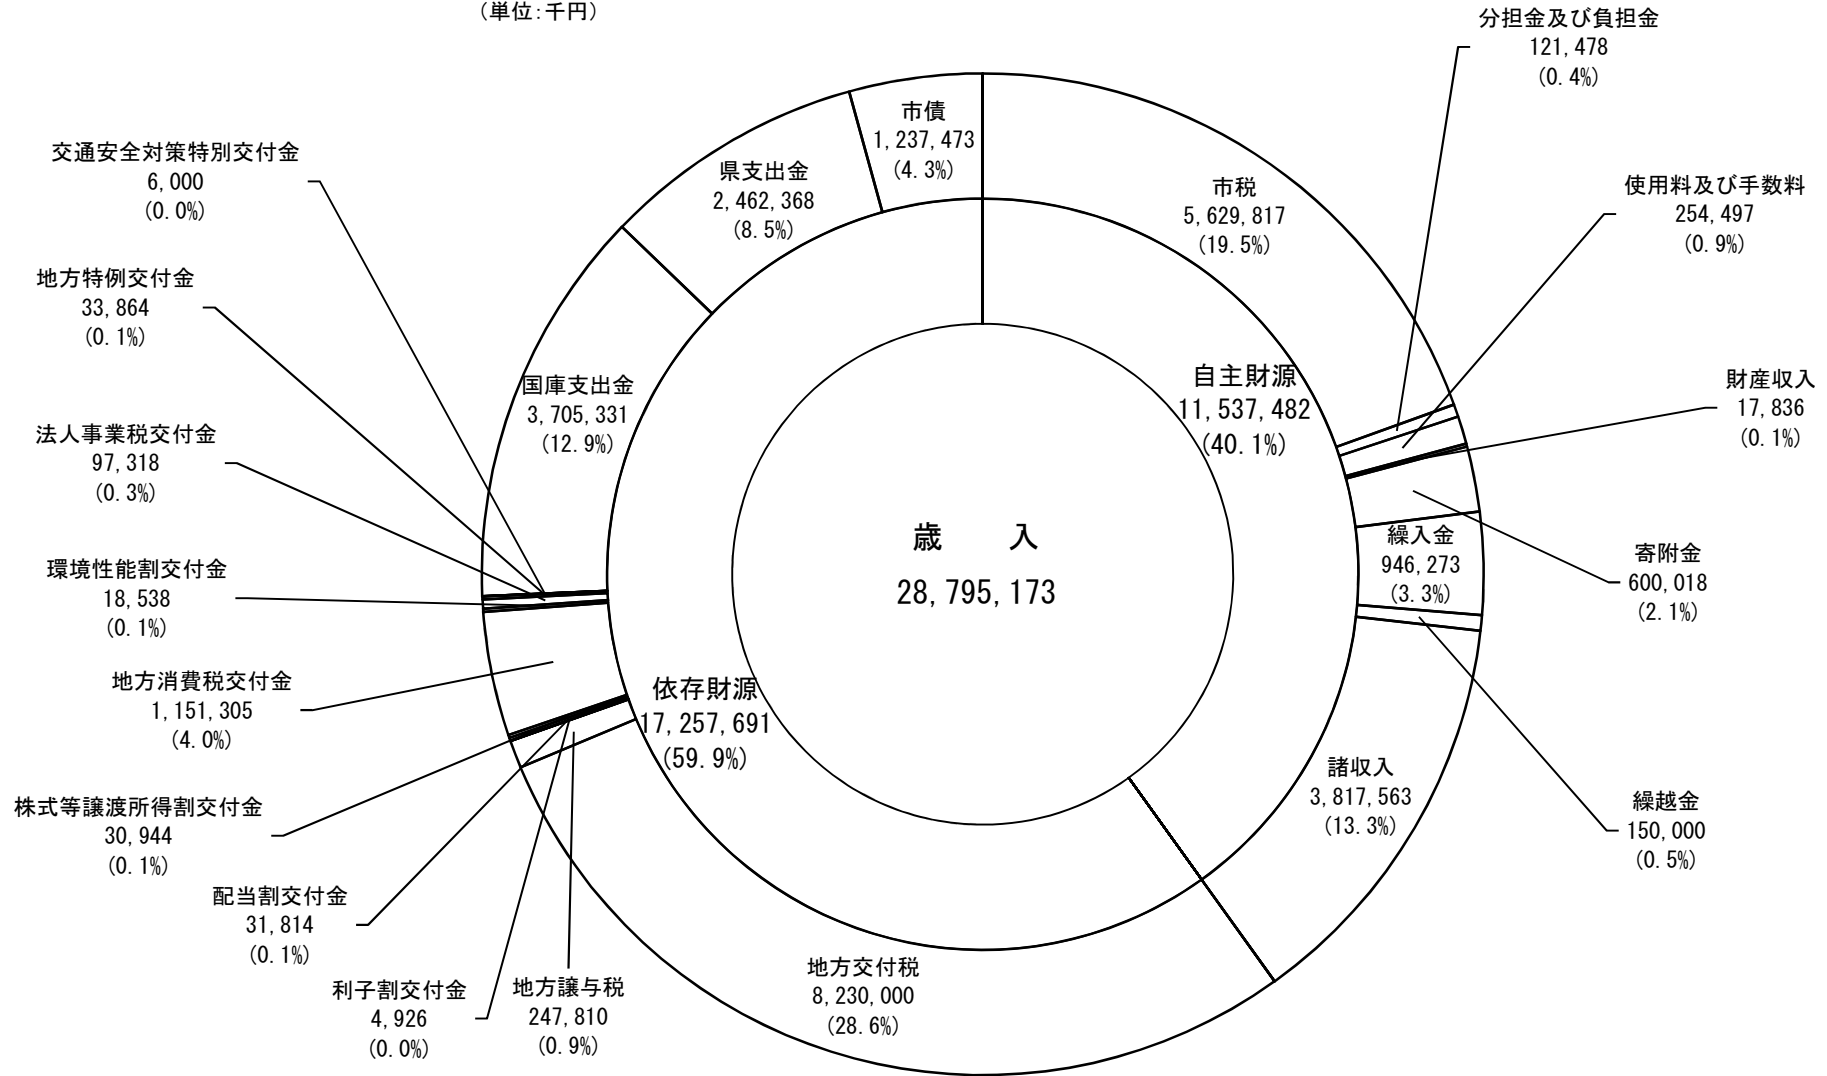 （単位：千円）
分担金及び負担金
121,478
(0.4%)
市債
1,237,473
(4.3%)
交通安全対策特別交付金
6,000
(0.0%)
県支出金
2,462,368
(8.5%)
市税
5,629,817
(19.5%)
使用料及び手数料
254,497
(0.9%)
地方特例交付金
33,864
(0.1%)
国庫支出金
3,705,331
(12.9%)
自主財源
11,537,482
(40.1%)
財産収入
17,836
(0.1%)
法人事業税交付金
97,318
(0.3%)
歳　入
28,795,173
繰入金
946,273
(3.3%)
寄附金
600,018
(2.1%)
環境性能割交付金
18,538
(0.1%)
地方消費税交付金
1,151,305
(4.0%)
依存財源
17,257,691
(59.9%)
諸収入
3,817,563
(13.3%)
繰越金
150,000
(0.5%)
株式等譲渡所得割交付金
30,944
(0.1%)
配当割交付金
31,814
(0.1%)
利子割交付金
4,926
(0.0%)
地方譲与税
247,810
(0.9%)
地方交付税
8,230,000
(28.6%)